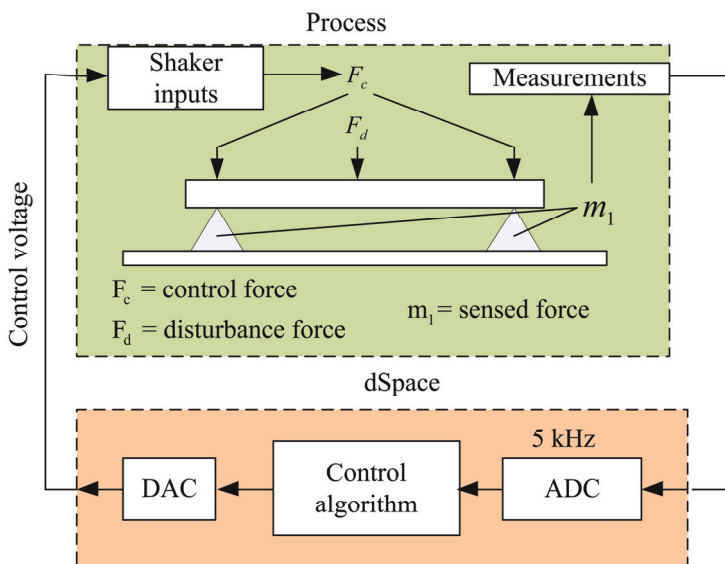 Process
Shaker
inputs
F_c
Measurements
F_d
m_1
F_c = control force
F_d = disturbance force
m_1 = sensed force
Control voltage
dSpace
5 kHz
DAC
Control
algorithm
ADC